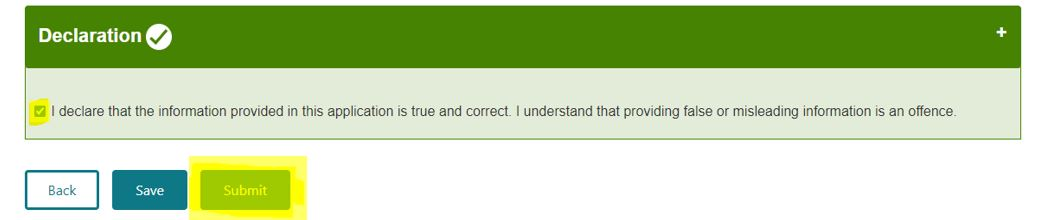 Declaration
+
I declare that the information provided in this application is true and correct. I understand that providing false or misleading information is an offence.
Back Save Submit